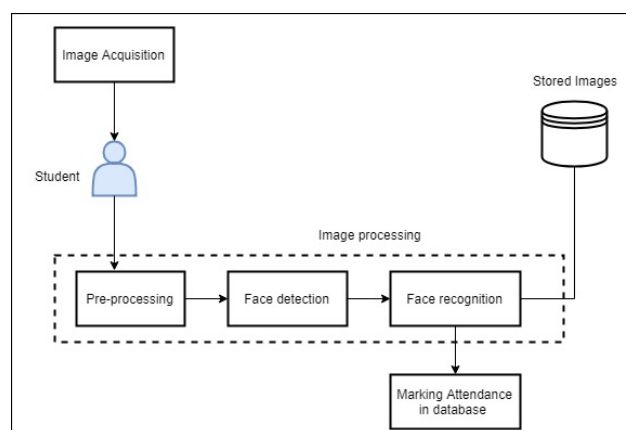 Image Acquisition
Stored Images
Student
Image processing
Pre-processing
Face detection
Face recognition
Marking Attendance
in database